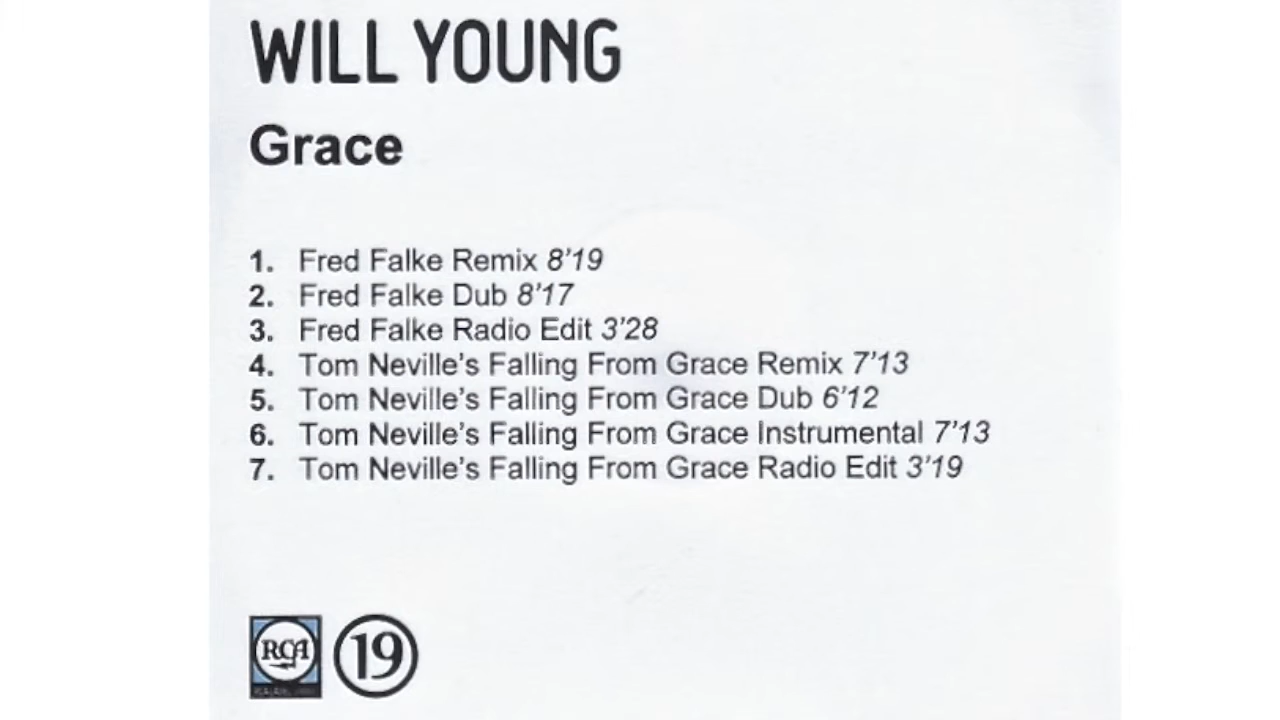 WILL YOUNG
Grace
1. Fred Falke Remix 8'19
2. Fred Falke Dub 8'17
3. Fred Falke Radio Edit 3'28
4. Tom Neville's Falling From Grace Remix 7'13
5. Tom Neville's Falling From Grace Dub 6'12
6. Tom Neville's Falling From Grace Instrumental 7'13
7. Tom Neville's Falling From Grace Radio Edit 3'19
RCA 19